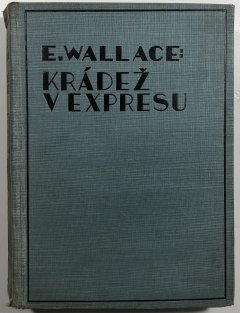 E. WALLACE:
KRÁDEŽ
V EXPRESU